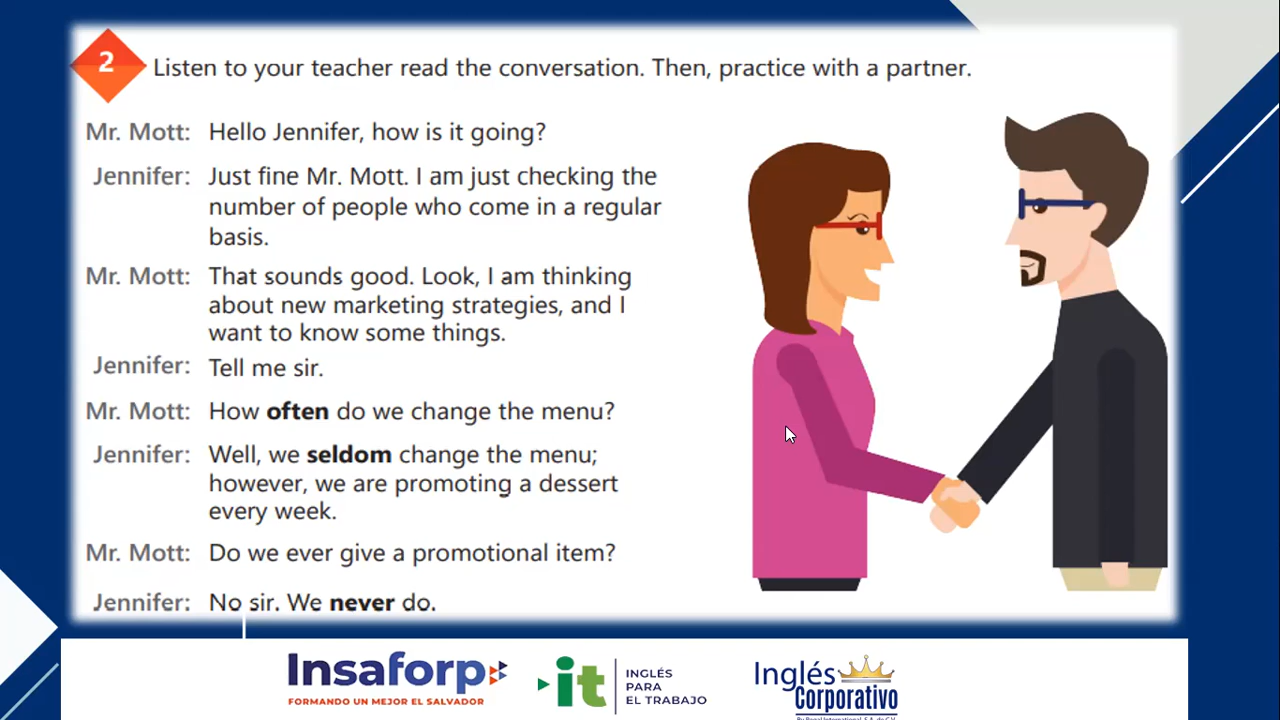 2
Listen to your teacher read the conversation. Then, practice with a partner.
Mr. Mott: Hello Jennifer, how is it going?
Jennifer: Just fine Mr. Mott. I am just checking the
number of people who come in a regular
basis.
Mr. Mott: That sounds good. Look, I am thinking
about new marketing strategies, and I
want to know some things.
Jennifer: Tell me sir.
Mr. Mott: How often do we change the menu?
Jennifer: Well, we seldom change the menu;
however, we are promoting a dessert
every week.
Mr. Mott: Do we ever give a promotional item?
Jennifer: No sir. We never do.
Insaforp
FORMANDO UN MEJOR EL SALVADOR
it
INGLÉS
PARA
EL TRABAJO
Inglés
Corporativo